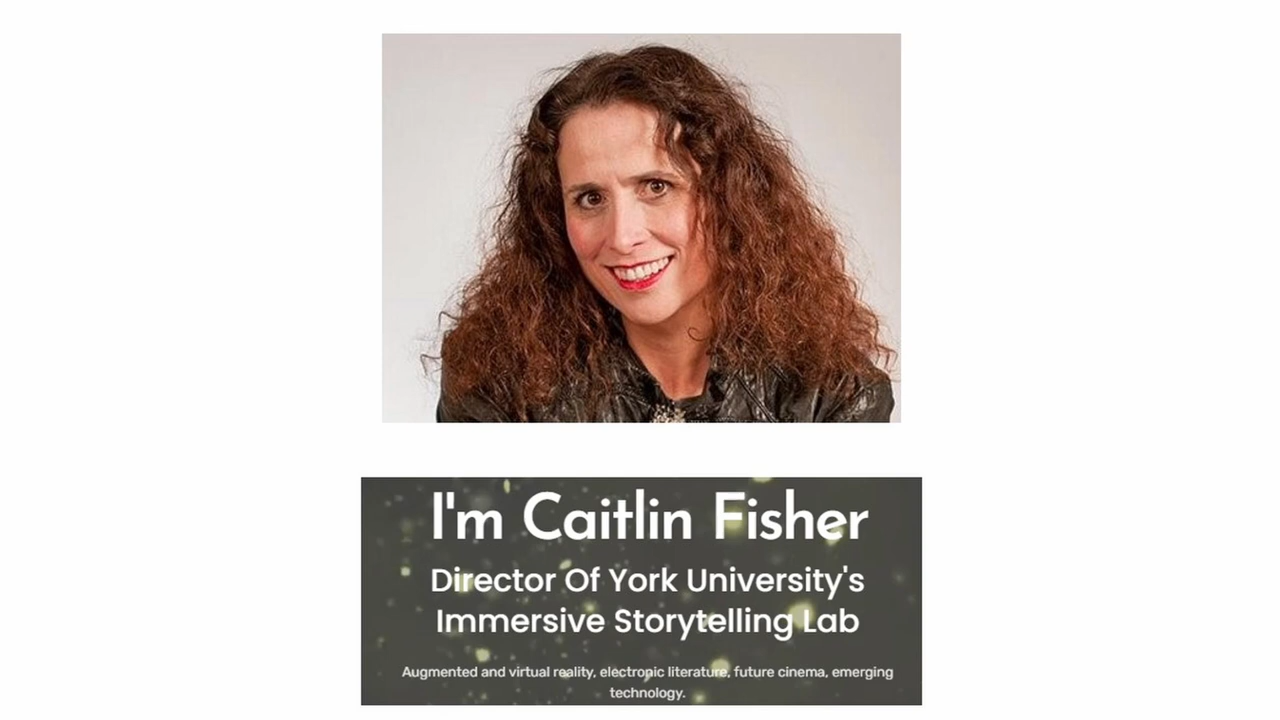 I'm Caitlin Fisher
Director Of York University's
Immersive Storytelling Lab
Augmented and virtual reality, electronic literature, future cinema, emerging
technology.